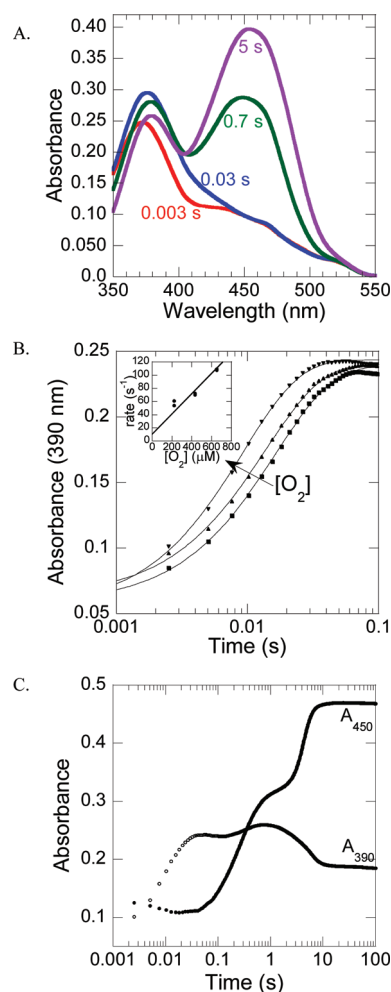 A.
0.40
0.35
0.30
0.25
0.20
0.15
0.10
0.050
0.0
Absorbance
5 s
0.7 s
0.03 s
0.003 s
350 400 450 500 550
Wavelength (nm)
B.
0.25
0.2
0.15
0.1
0.05
Absorbance (390 nm)
120
100
80
60
40
20
0
rate (s⁻¹)
0 200 400 600 800
[O₂] (μM)
[O₂]
0.001 0.01 0.1
Time (s)
C.
0.5
0.4
0.3
0.2
0.1
Absorbance
A₄₅₀
A₃₉₀
0.001 0.01 0.1 1 10 100
Time (s)